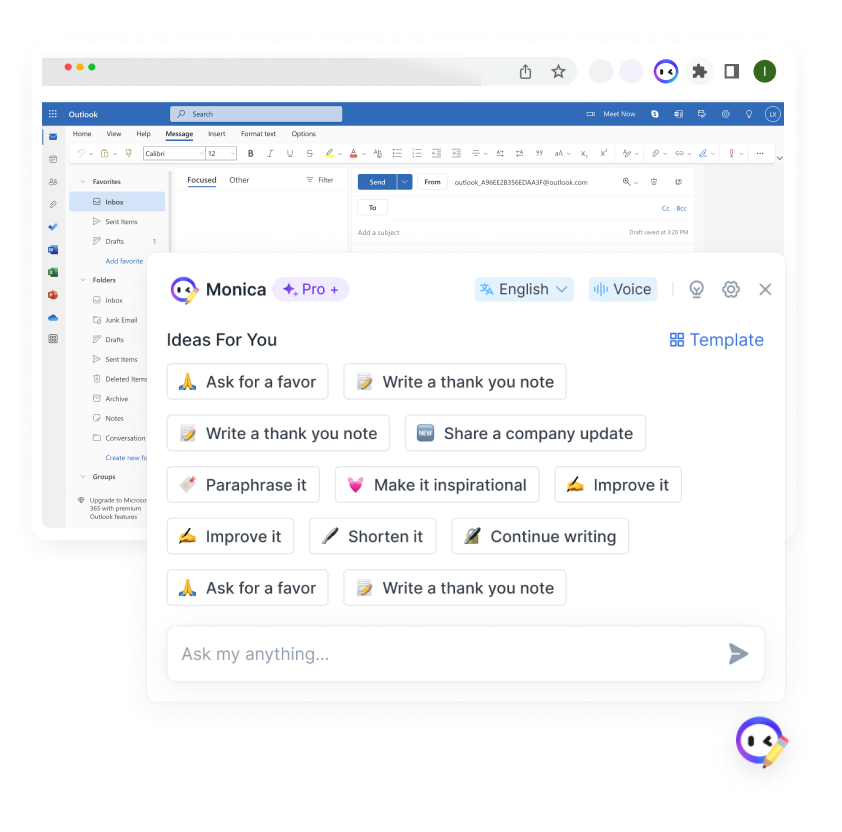 I
Outlook
Search
Meet Now
LX
Home View Help Message Insert Format text Options
Calibri 12 B I U
Favorites
Focused Other Filter
Send From outlook_A96EE2B356EDAA3F@outlook.com
Inbox
To Cc Bcc
Sent items
Add a subject Draft saved at 3:28 PM
Drafts 1
Add favorite
Folders
Inbox
Junk Email
Drafts
Sent Items
Deleted Items
Archive
Notes
Conversation
Create new fo
Groups
Upgrade to Microso
365 with premium
Outlook features
Monica Pro + English Voice
Ideas For You Template
Ask for a favor Write a thank you note
Write a thank you note NEW Share a company update
Paraphrase it Make it inspirational Improve it
Improve it Shorten it Continue writing
Ask for a favor Write a thank you note
Ask my anything...